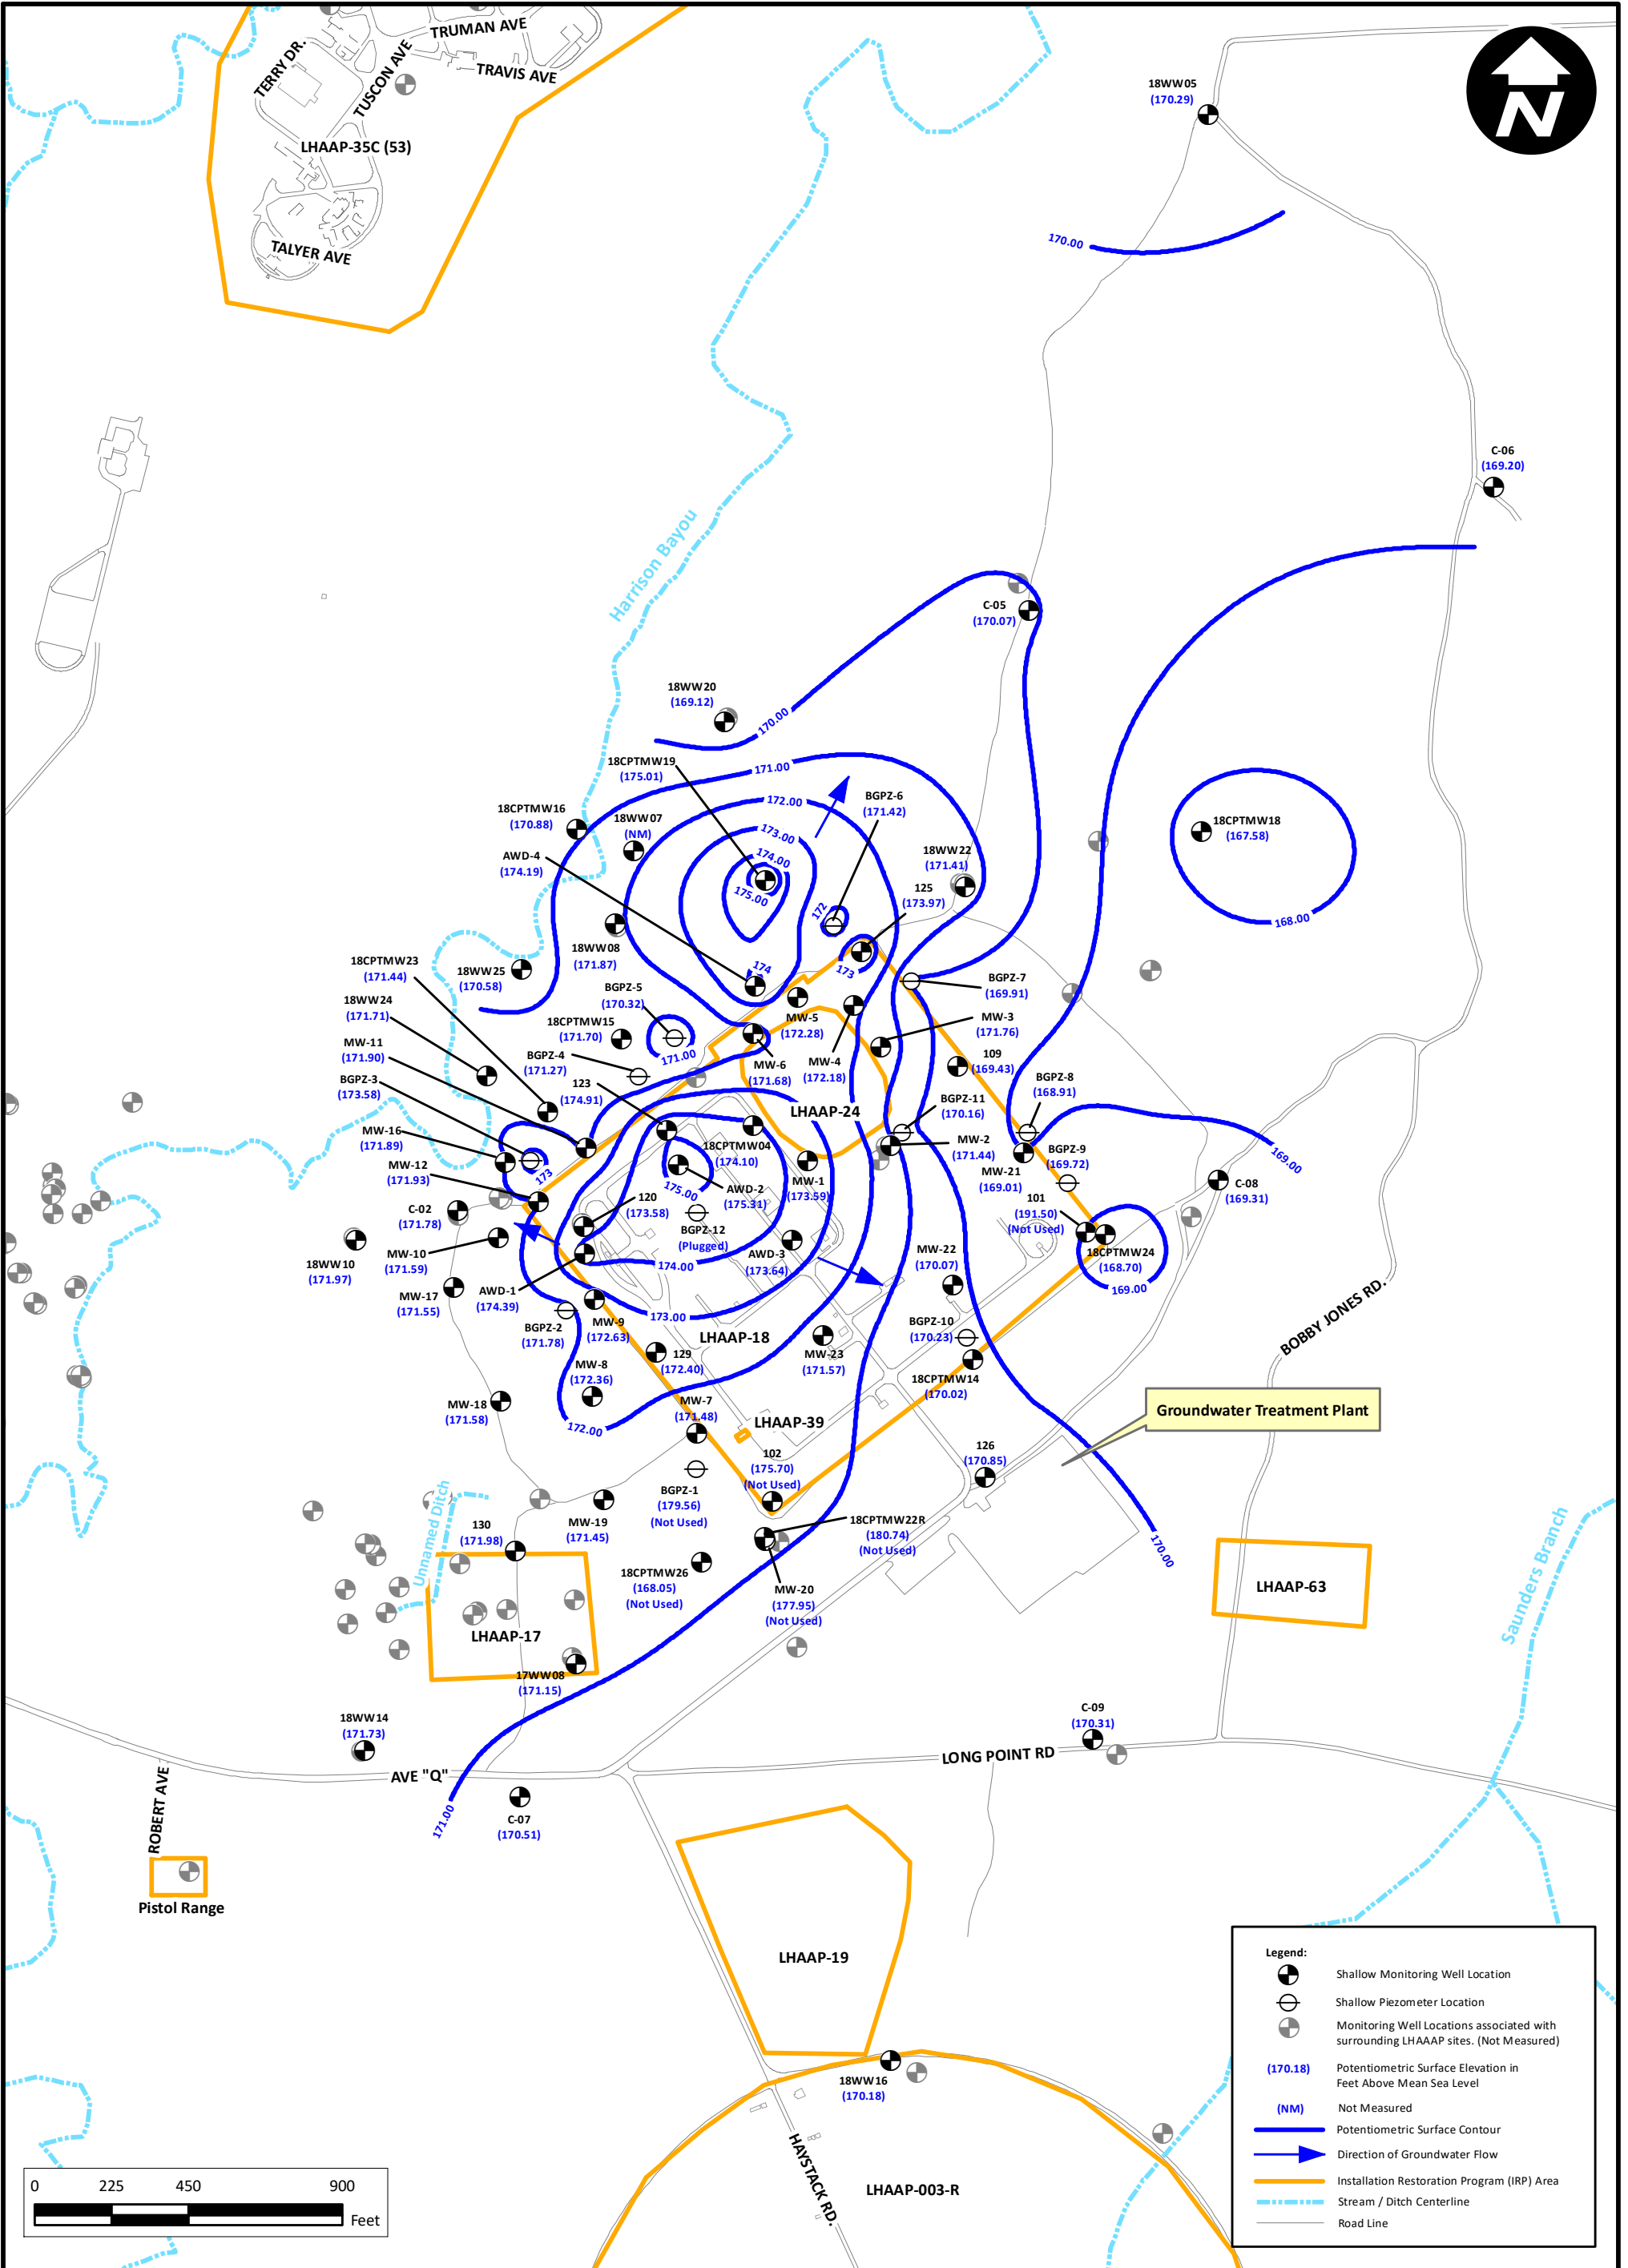 TRUMAN AVE
TERRY DR.
TUSCON AVE
TRAVIS AVE
LHAAP-35C (53)
TALYER AVE
N
18WW05
(170.29)
170.00
C-06
(169.20)
Harrison Bayou
C-05
(170.07)
18WW20
(169.12)
170.00
18CPTMW19
(175.01)
171.00
172.00
BGPZ-6
(171.42)
18CPTMW16
(170.88)
18WW07
(NM)
173.00
18CPTMW18
(167.58)
AWD-4
(174.19)
174.00
18WW22
(171.41)
175.00
125
(173.97)
172
168.00
18WW08
(171.87)
18CPTMW23
(171.44)
18WW25
(170.58)
174
173
BGPZ-7
(169.91)
BGPZ-5
(170.32)
18WW24
(171.71)
18CPTMW15
(171.70)
MW-5
(172.28)
MW-3
(171.76)
MW-11
(171.90)
BGPZ-4
(171.27)
171.00
MW-6
(171.68)
MW-4
(172.18)
109
(169.43)
BGPZ-3
(173.58)
123
(174.91)
BGPZ-8
(168.91)
LHAAP-24
BGPZ-11
(170.16)
MW-16
(171.89)
18CPTMW04
(174.10)
MW-2
(171.44)
BGPZ-9
(169.72)
169.00
MW-12
(171.93)
173
MW-21
(169.01)
AWD-2
(175.31)
MW-1
(173.59)
175.00
C-08
(169.31)
C-02
(171.78)
120
(173.58)
101
(191.50)
(Not Used)
BGPZ-12
(Plugged)
MW-10
(171.59)
AWD-3
(173.64)
18CPTMW24
(168.70)
MW-22
(170.07)
18WW10
(171.97)
174.00
MW-17
(171.55)
AWD-1
(174.39)
169.00
173.00
BGPZ-2
(171.78)
MW-9
(172.63)
BGPZ-10
(170.23)
LHAAP-18
BOBBY JONES RD.
129
(172.40)
MW-23
(171.57)
MW-8
(172.36)
18CPTMW14
(170.02)
MW-18
(171.58)
MW-7
(171.48)
172.00
LHAAP-39
Groundwater Treatment Plant
102
(175.70)
(Not Used)
126
(170.85)
BGPZ-1
(179.56)
(Not Used)
Unnamed Ditch
130
(171.98)
MW-19
(171.45)
18CPTMW22R
(180.74)
(Not Used)
170.00
18CPTMW26
(168.05)
(Not Used)
MW-20
(177.95)
(Not Used)
LHAAP-63
Saunders Branch
LHAAP-17
17WW08
(171.15)
18WW14
(171.73)
C-09
(170.31)
LONG POINT RD
AVE "Q"
ROBERT AVE
171.00
C-07
(170.51)
Pistol Range
LHAAP-19
18WW16
(170.18)
HAYSTACK RD.
LHAAP-003-R
0 225 450 900
Feet
Legend:
Shallow Monitoring Well Location
Shallow Piezometer Location
Monitoring Well Locations associated with
surrounding LHAAAP sites. (Not Measured)
(170.18) Potentiometric Surface Elevation in
Feet Above Mean Sea Level
(NM) Not Measured
Potentiometric Surface Contour
Direction of Groundwater Flow
Installation Restoration Program (IRP) Area
Stream / Ditch Centerline
Road Line